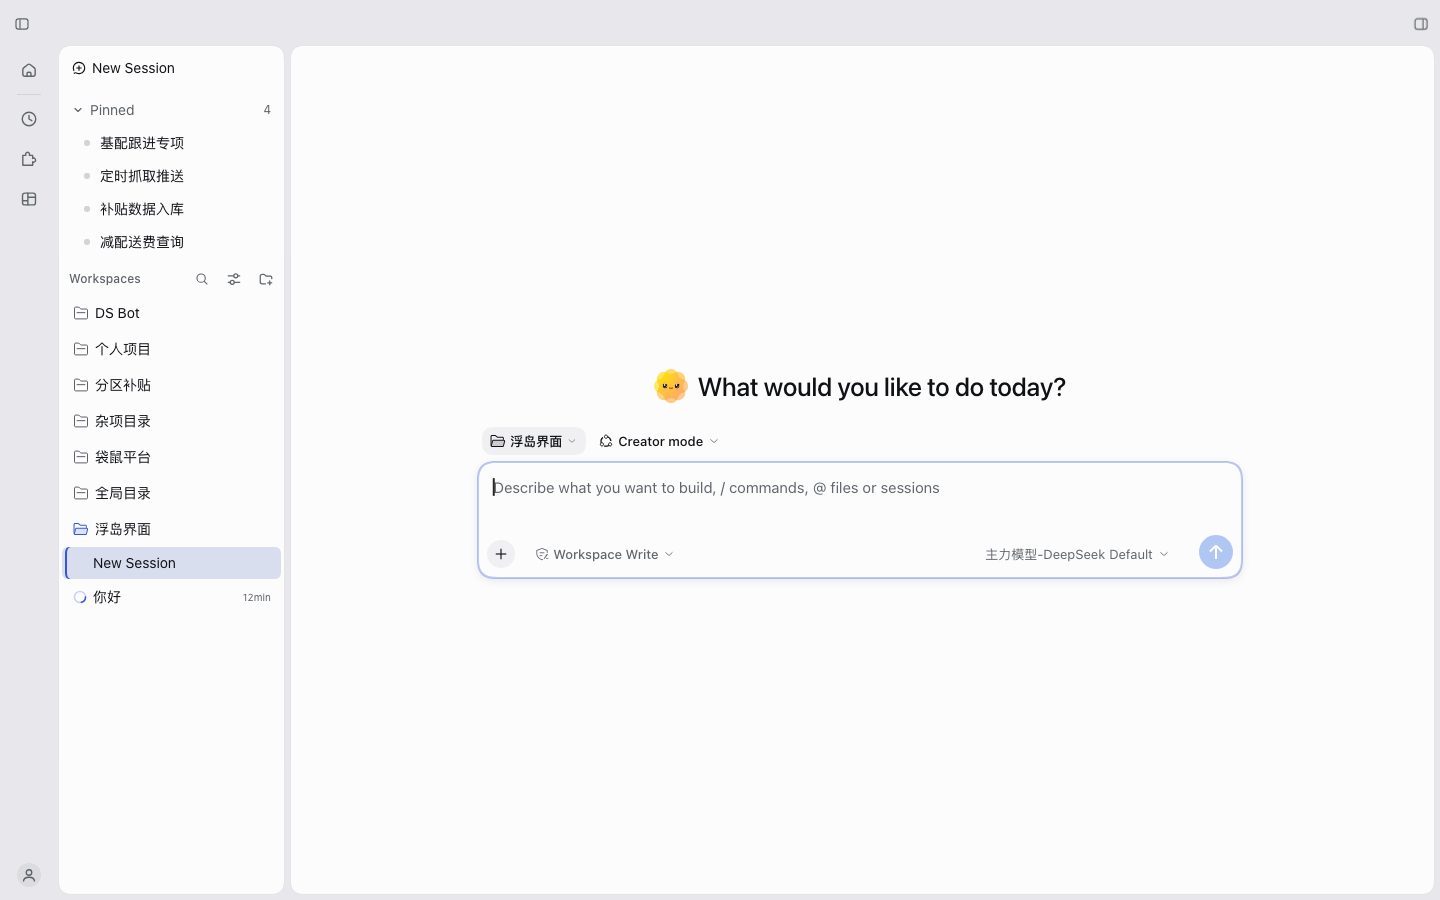 New Session
Pinned 4
基配跟进专项
定时抓取推送
补贴数据入库
减配送费查询
Workspaces
DS Bot
个人项目
分区补贴
杂项目录
袋鼠平台
全局目录
浮岛界面
New Session
你好 12min
What would you like to do today?
浮岛界面 Creator mode
Describe what you want to build, / commands, @ files or sessions
Workspace Write 主力模型-DeepSeek Default